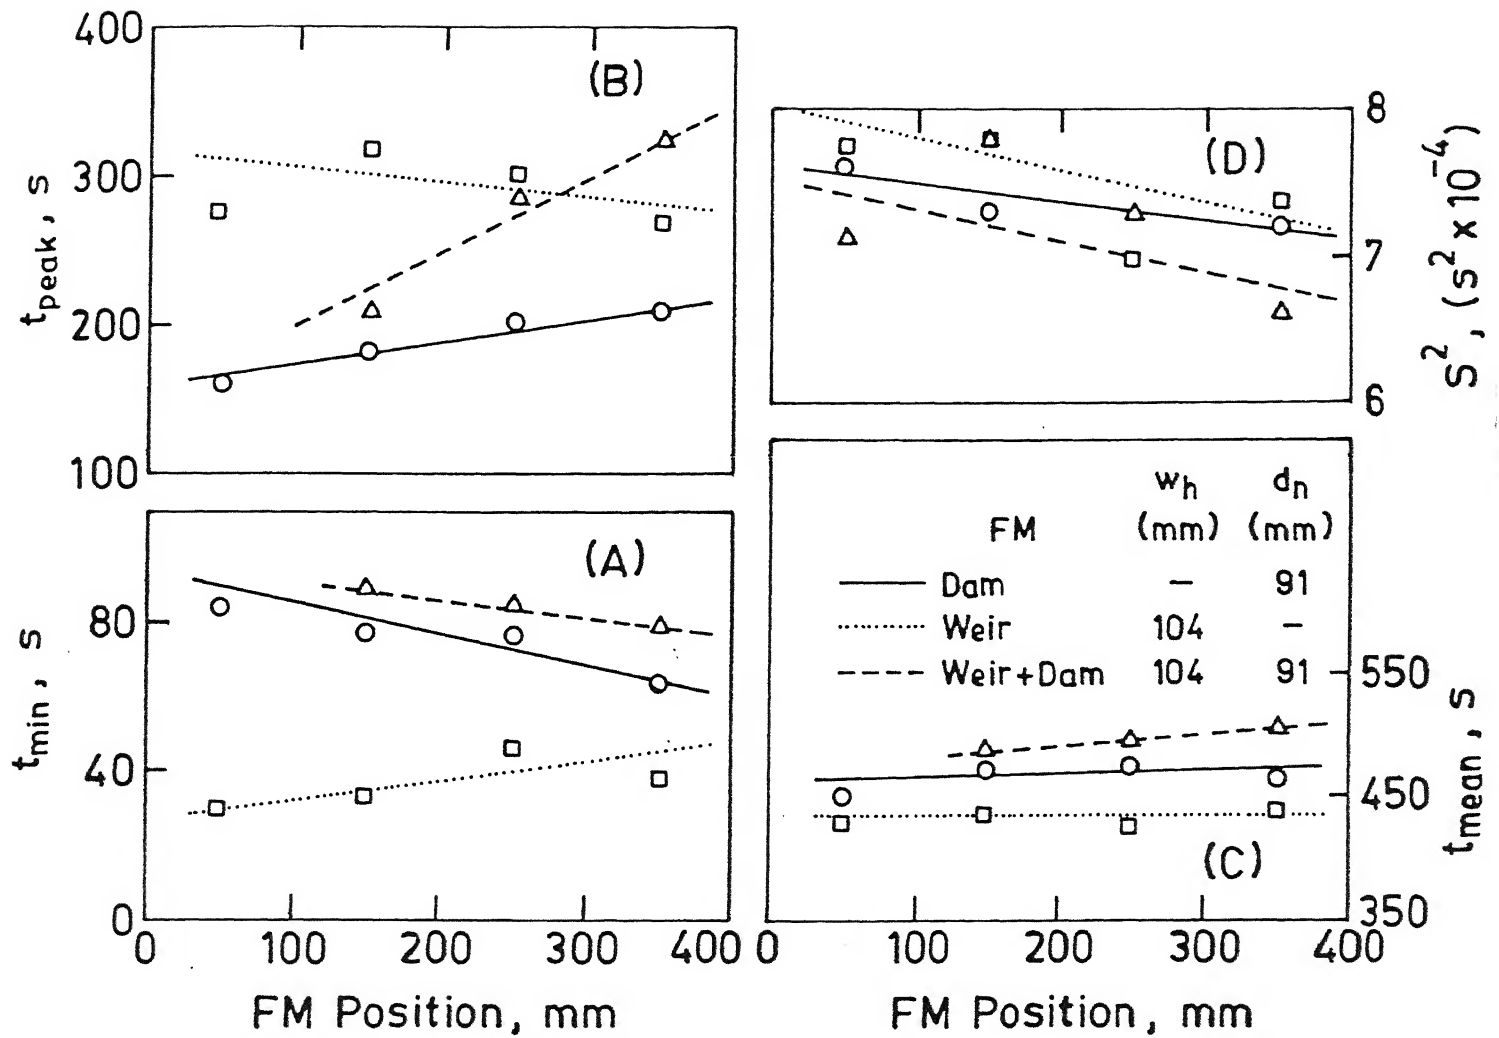 400
300
200
100
t_peak, s
(B)
80
40
0
t_min, s
(A)
0 100 200 300 400
FM Position, mm
8
7
6
S², (s² x 10⁻⁴)
(D)
w_h d_n
FM (mm) (mm)
Dam – 91
Weir 104 –
Weir+Dam 104 91
550
450
350
t_mean, s
(C)
0 100 200 300 400
FM Position, mm